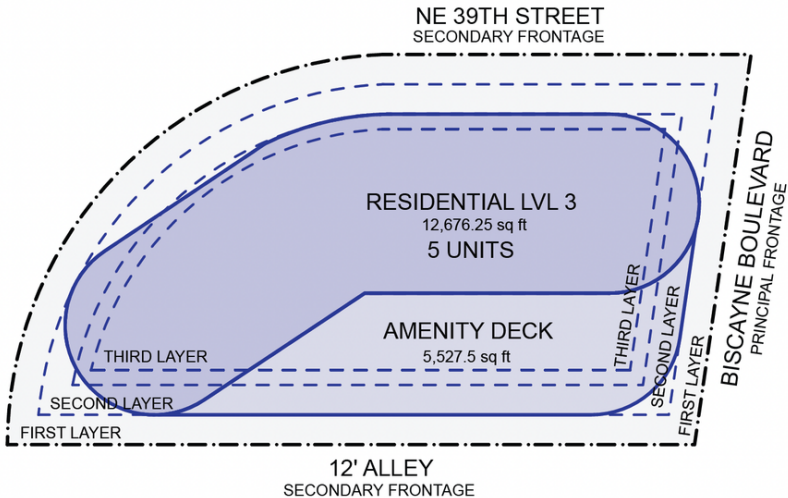 NE 39TH STREET
SECONDARY FRONTAGE
RESIDENTIAL LVL 3
12,676.25 sq ft
5 UNITS
AMENITY DECK
5,527.5 sq ft
THIRD LAYER
SECOND LAYER
FIRST LAYER
THIRD LAYER
SECOND LAYER
FIRST LAYER
BISCAYNE BOULEVARD
PRINCIPAL FRONTAGE
12' ALLEY
SECONDARY FRONTAGE